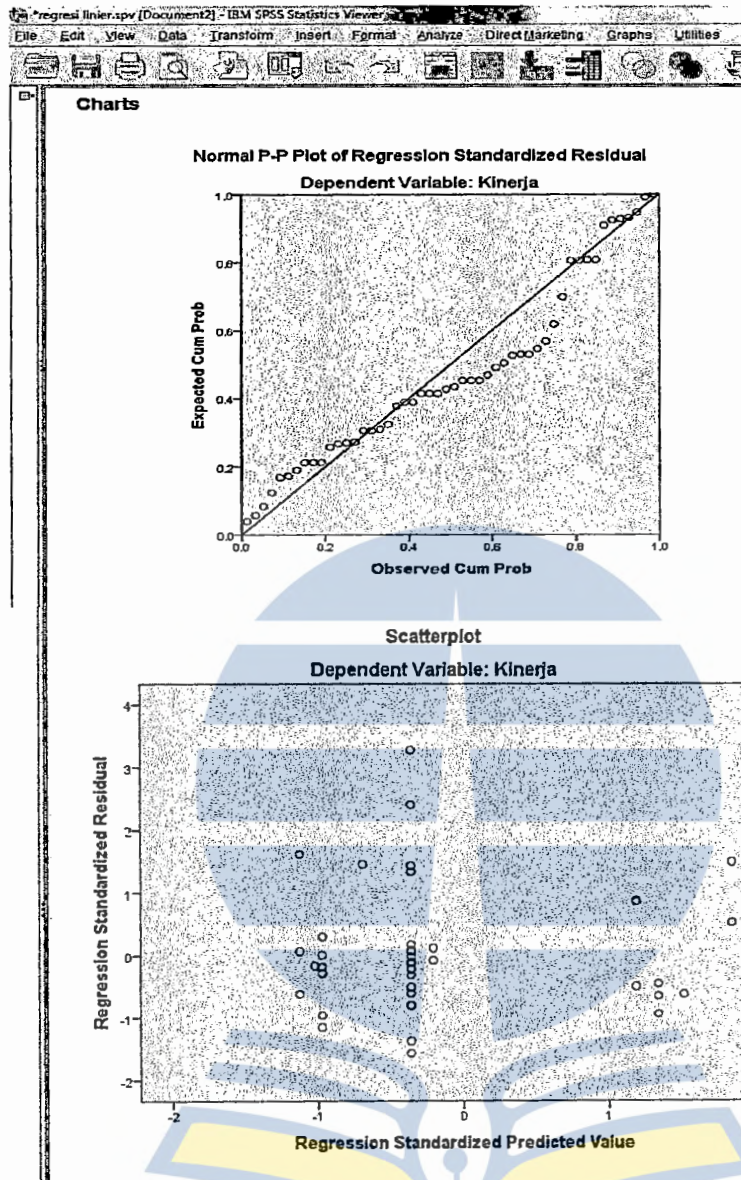 *regresi linier.spv [Document2] - IBM SPSS Statistics Viewer
File Edit View Data Transform Insert Format Analyze Direct Marketing Graphs Utilities
Charts
Normal P-P Plot of Regression Standardized Residual
Dependent Variable: Kinerja
1.0
0.8
0.6
0.4
0.2
0.0
Expected Cum Prob
0.0 0.2 0.4 0.6 0.8 1.0
Observed Cum Prob
Scatterplot
Dependent Variable: Kinerja
4
3
2
1
0
-1
-2
Regression Standardized Residual
-2 -1 0 1
Regression Standardized Predicted Value